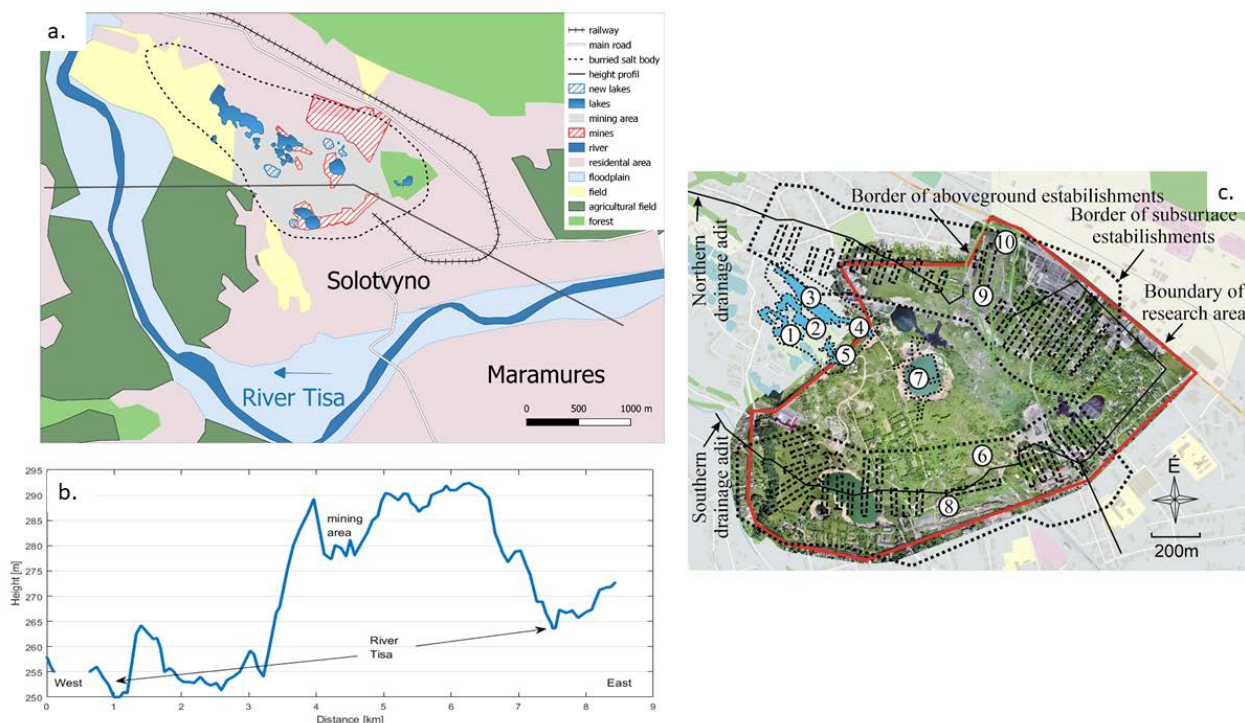 a.
railway
main road
burried salt body
height profil
new lakes
lakes
mining area
mines
river
residental area
floodplain
field
agricultural field
forest
Solotvyno
River Tisa
Maramures
0 500 1000 m
b.
295
290
285
280
275
270
265
260
255
250
Height [m]
mining
area
River
Tisa
West
East
0 1 2 3 4 5 6 7 8 9
Distance [km]
c.
Border of aboveground estabilishments
Border of subsurface
estabilishments
Boundary of
research area
Northern
drainage adit
Southern
drainage adit
10
9
3
1
2
4
5
7
6
8
É
200m